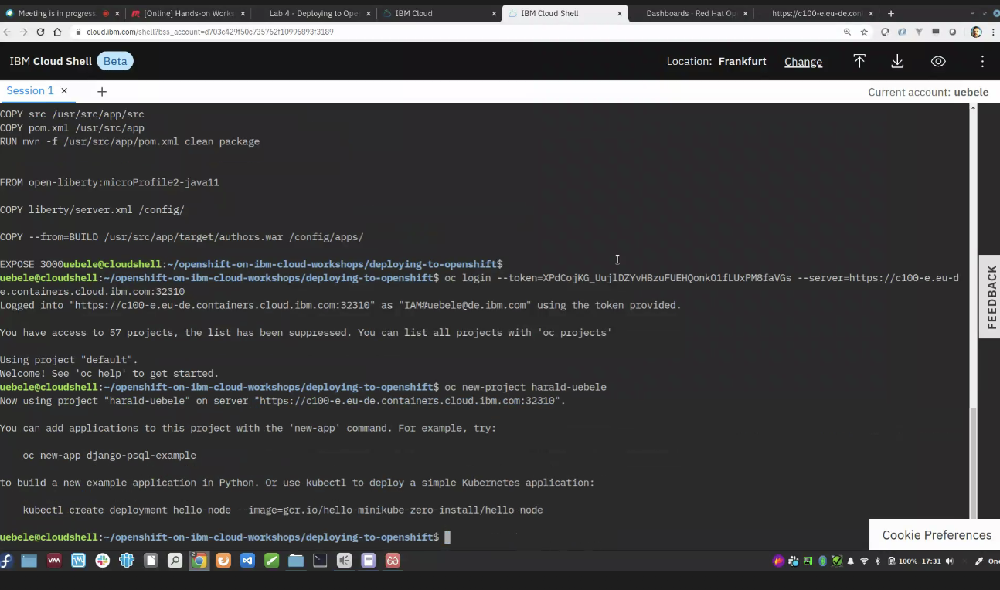 Meeting is in progress.
[Online] Hands-on Works
Lab 4 - Deploying to Ope
IBM Cloud
IBM Cloud Shell
Dashboards · Red Hat Op
https://c100-e.eu-de.con
cloud.ibm.com/shell?bss_account=d703c429f50c735762f10996893f3189
IBM Cloud Shell Beta
Location: Frankfurt Change
Session 1
Current account: uebele
COPY src /usr/src/app/src
COPY pom.xml /usr/src/app
RUN mvn -f /usr/src/app/pom.xml clean package
FROM open-liberty:microProfile2-java11
COPY liberty/server.xml /config/
COPY --from=BUILD /usr/src/app/target/authors.war /config/apps/
EXPOSE 3000uebele@cloudshell:~/openshift-on-ibm-cloud-workshops/deploying-to-openshift$
uebele@cloudshell:~/openshift-on-ibm-cloud-workshops/deploying-to-openshift$ oc login --token=XPdCojKG_UujlDZYvHBzuFUEHQonkO1fLUxPM8faVGs --server=https://c100-e.eu-d
e.containers.cloud.ibm.com:32310
Logged into "https://c100-e.eu-de.containers.cloud.ibm.com:32310" as "IAM#uebele@de.ibm.com" using the token provided.
You have access to 57 projects, the list has been suppressed. You can list all projects with 'oc projects'
Using project "default".
Welcome! See 'oc help' to get started.
uebele@cloudshell:~/openshift-on-ibm-cloud-workshops/deploying-to-openshift$ oc new-project harald-uebele
Now using project "harald-uebele" on server "https://c100-e.eu-de.containers.cloud.ibm.com:32310".
You can add applications to this project with the 'new-app' command. For example, try:
oc new-app django-psql-example
to build a new example application in Python. Or use kubectl to deploy a simple Kubernetes application:
kubectl create deployment hello-node --image=gcr.io/hello-minikube-zero-install/hello-node
uebele@cloudshell:~/openshift-on-ibm-cloud-workshops/deploying-to-openshift$
FEEDBACK
Cookie Preferences
vm
2
100% 17:31
One